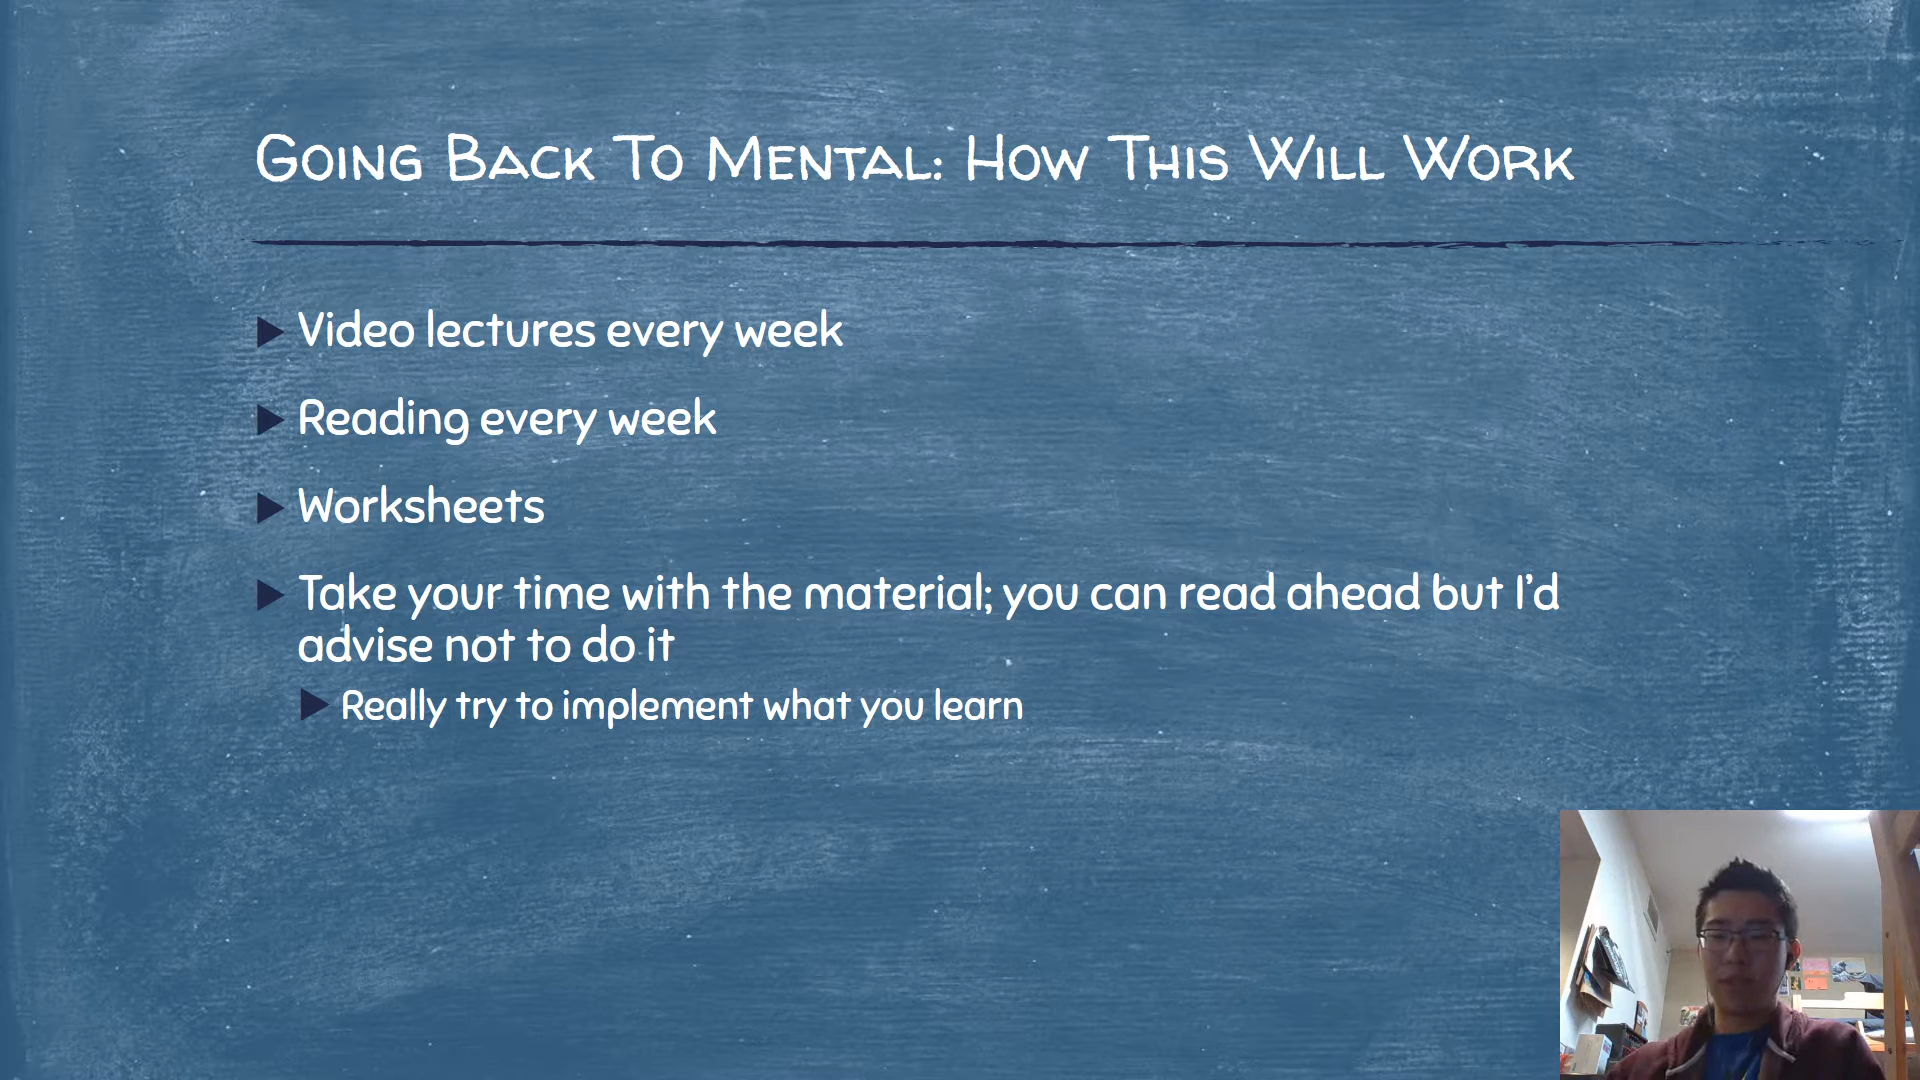 Going Back To Mental: How This Will Work
Video lectures every week
Reading every week
Worksheets
Take your time with the material; you can read ahead but I’d
advise not to do it
Really try to implement what you learn